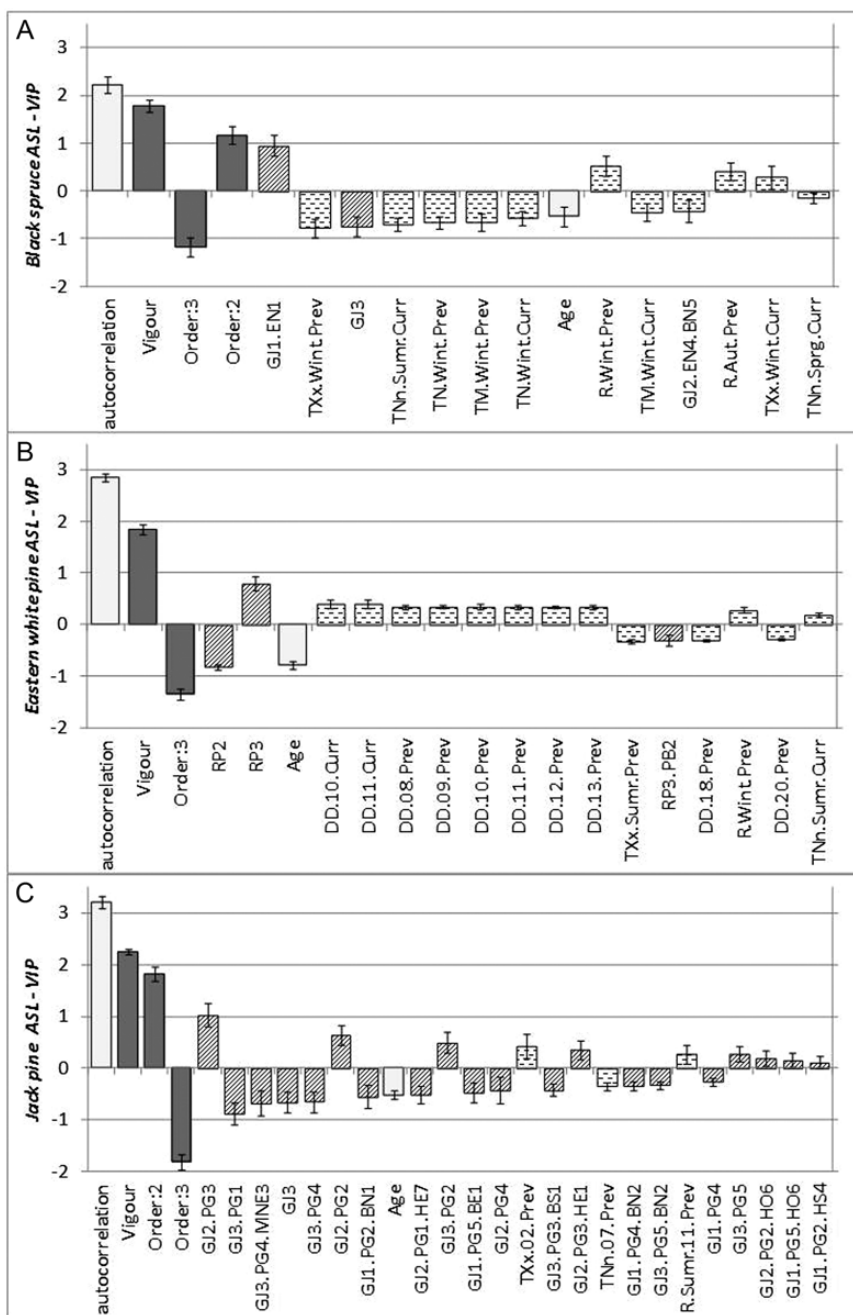 A
Black spruce ASL - VIP
3
2
1
0
-1
-2
autocorrelation
Vigour
Order:3
Order:2
GJ1.EN1
TXx.Wint.Prev
GJ3
TNn.Sumr.Curr
TN.Wint.Prev
TM.Wint.Prev
TN.Wint.Curr
Age
R.Wint.Prev
TM.Wint.Curr
GJ2.EN4.BN5
R.Aut.Prev
TXx.Wint.Curr
TNn.Sprg.Curr
B
Eastern white pine ASL - VIP
3
2
1
0
-1
-2
autocorrelation
Vigour
Order:3
RP2
RP3
Age
DD.10.Curr
DD.11.Curr
DD.08.Prev
DD.09.Prev
DD.10.Prev
DD.11.Prev
DD.12.Prev
DD.13.Prev
TXx.Sumr.Prev
RP3.PB2
DD.18.Prev
R.Wint.Prev
DD.20.Prev
TNn.Sumr.Curr
C
Jack pine ASL - VIP
3
2
1
0
-1
-2
autocorrelation
Vigour
Order:2
Order:3
GJ2.PG3
GJ3.PG1
GJ3.PG4.MNE3
GJ3
GJ3.PG4
GJ2.PG2
GJ1.PG2.BN1
Age
GJ2.PG1.HE7
GJ3.PG2
GJ1.PG5.BE1
GJ2.PG4
TXx.02.Prev
GJ3.PG3.BS1
GJ2.PG3.HE1
TNn.07.Prev
GJ1.PG4.BN2
GJ3.PG5.BN2
R.Sumr.11.Prev
GJ1.PG4
GJ3.PG5
GJ2.PG2.HO6
GJ1.PG5.HO6
GJ1.PG2.HS4